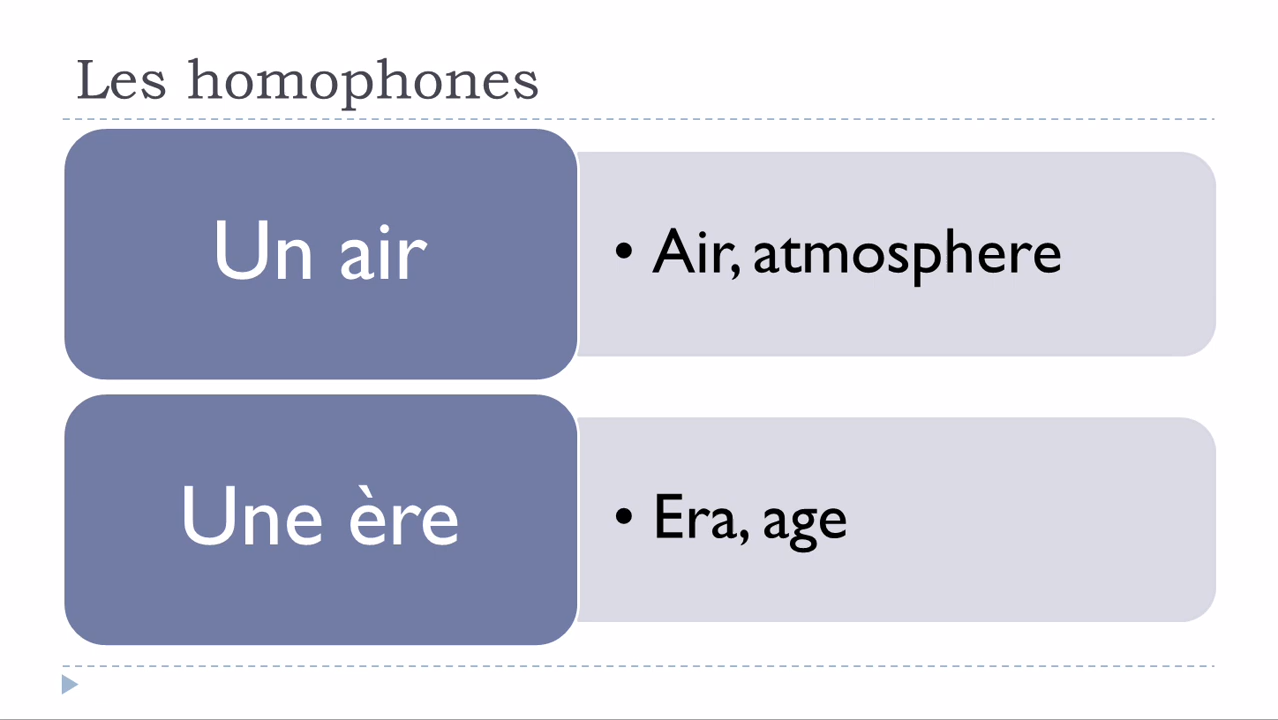 Les homophones
Un air
• Air, atmosphere
Une ère
• Era, age